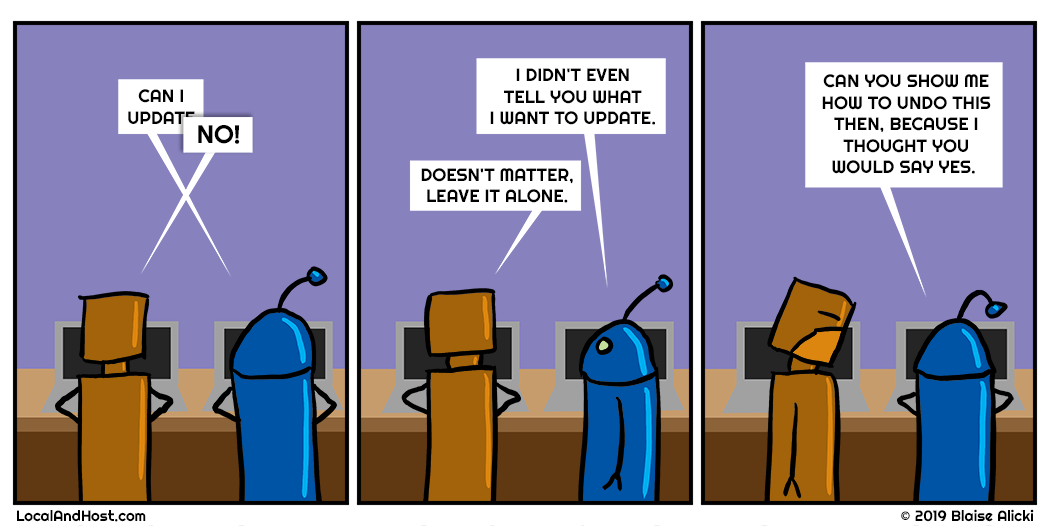 CAN I
UPDATE
NO!
I DIDN'T EVEN
TELL YOU WHAT
I WANT TO UPDATE.
DOESN'T MATTER,
LEAVE IT ALONE.
CAN YOU SHOW ME
HOW TO UNDO THIS
THEN, BECAUSE I
THOUGHT YOU
WOULD SAY YES.
LocalAndHost.com
© 2019 Blaise Alicki